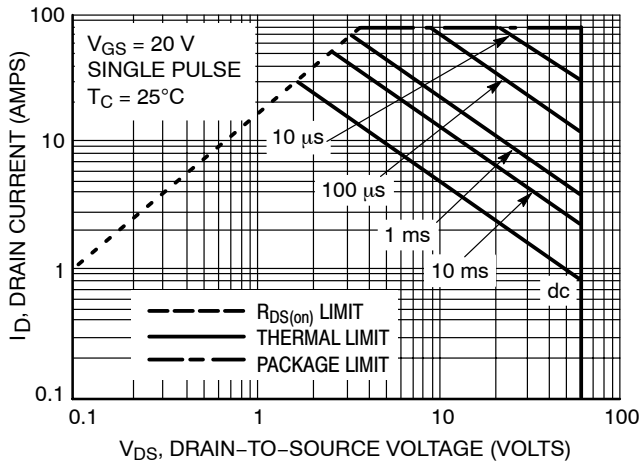 100
10
1
0.1
I_D, DRAIN CURRENT (AMPS)
V_GS = 20 V
SINGLE PULSE
T_C = 25°C
10 µs
100 µs
1 ms
10 ms
dc
R_DS(on) LIMIT
THERMAL LIMIT
PACKAGE LIMIT
0.1 1 10 100
V_DS, DRAIN−TO−SOURCE VOLTAGE (VOLTS)